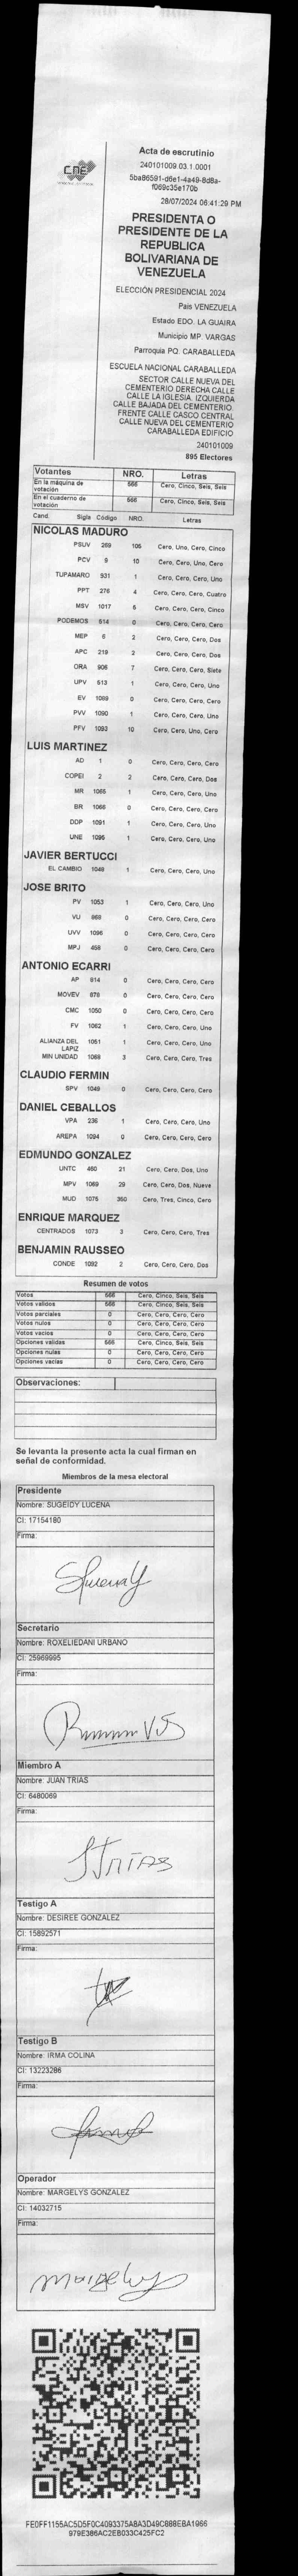 CNE
Acta de escrutinio
240101009.03.1.0001
5ba86591-d6e1-4a49-8d8a-
f069c35e170b
28/07/2024 06:41:29 PM
PRESIDENTA O
PRESIDENTE DE LA
REPUBLICA
BOLIVARIANA DE
VENEZUELA
ELECCIÓN PRESIDENCIAL 2024
Pais VENEZUELA
Estado EDO. LA GUAIRA
Municipio MP. VARGAS
Parroquia PQ. CARABALLEDA
ESCUELA NACIONAL CARABALLEDA
SECTOR CALLE NUEVA DEL
CEMENTERIO DERECHA CALLE
CALLE LA IGLESIA. IZQUIERDA
CALLE BAJADA DEL CEMENTERIO.
FRENTE CALLE CASCO CENTRAL
CALLE NUEVA DEL CEMENTERIO
CARABALLEDA EDIFICIO
240101009
895 Electores
Votantes NRO. Letras
En la máquina de votación 566 Cero, Cinco, Seis, Seis
En el cuaderno de votación 566 Cero, Cinco, Seis, Seis
Cand. Sigla Código NRO. Letras
NICOLAS MADURO
PSUV 269 105 Cero, Uno, Cero, Cinco
PCV 9 10 Cero, Cero, Uno, Cero
TUPAMARO 931 1 Cero, Cero, Cero, Uno
PPT 276 4 Cero, Cero, Cero, Cuatro
MSV 1017 5 Cero, Cero, Cero, Cinco
PODEMOS 514 0 Cero, Cero, Cero, Cero
MEP 6 2 Cero, Cero, Cero, Dos
APC 218 2 Cero, Cero, Cero, Dos
ORA 906 7 Cero, Cero, Cero, Siete
UPV 513 1 Cero, Cero, Cero, Uno
EV 1088 0 Cero, Cero, Cero, Cero
PVV 1090 1 Cero, Cero, Cero, Uno
PFV 1093 10 Cero, Cero, Uno, Cero
LUIS MARTINEZ
AD 1 0 Cero, Cero, Cero, Cero
COPEI 2 2 Cero, Cero, Cero, Dos
MR 1065 1 Cero, Cero, Cero, Uno
BR 1066 0 Cero, Cero, Cero, Cero
DDP 1091 1 Cero, Cero, Cero, Uno
UNE 1095 1 Cero, Cero, Cero, Uno
JAVIER BERTUCCI
EL CAMBIO 1048 1 Cero, Cero, Cero, Uno
JOSE BRITO
PV 1053 1 Cero, Cero, Cero, Uno
VU 868 0 Cero, Cero, Cero, Cero
UVV 1096 0 Cero, Cero, Cero, Cero
MPJ 458 0 Cero, Cero, Cero, Cero
ANTONIO ECARRI
AP 814 0 Cero, Cero, Cero, Cero
MOVEV 878 0 Cero, Cero, Cero, Cero
CMC 1050 0 Cero, Cero, Cero, Cero
FV 1062 1 Cero, Cero, Cero, Uno
ALIANZA DEL LAPIZ 1051 1 Cero, Cero, Cero, Uno
MIN UNIDAD 1068 3 Cero, Cero, Cero, Tres
CLAUDIO FERMIN
SPV 1049 0 Cero, Cero, Cero, Cero
DANIEL CEBALLOS
VPA 236 1 Cero, Cero, Cero, Uno
AREPA 1094 0 Cero, Cero, Cero, Cero
EDMUNDO GONZALEZ
UNTC 460 21 Cero, Cero, Dos, Uno
MPV 1069 29 Cero, Cero, Dos, Nueve
MUD 1075 350 Cero, Tres, Cinco, Cero
ENRIQUE MARQUEZ
CENTRADOS 1073 3 Cero, Cero, Cero, Tres
BENJAMIN RAUSSEO
CONDE 1092 2 Cero, Cero, Cero, Dos
Resumen de votos
Votos 566 Cero, Cinco, Seis, Seis
Votos validos 566 Cero, Cinco, Seis, Seis
Votos parciales 0 Cero, Cero, Cero, Cero
Votos nulos 0 Cero, Cero, Cero, Cero
Votos vacios 0 Cero, Cero, Cero, Cero
Opciones validas 566 Cero, Cinco, Seis, Seis
Opciones nulas 0 Cero, Cero, Cero, Cero
Opciones vacias 0 Cero, Cero, Cero, Cero
Observaciones:
Se levanta la presente acta la cual firman en
señal de conformidad.
Miembros de la mesa electoral
Presidente
Nombre: SUGEIDY LUCENA
CI: 17154180
Firma:
Secretario
Nombre: ROXELIEDANI URBANO
CI: 25969995
Firma:
Miembro A
Nombre: JUAN TRIAS
CI: 6480069
Firma:
Testigo A
Nombre: DESIREE GONZALEZ
CI: 15892571
Firma:
Testigo B
Nombre: IRMA COLINA
CI: 13223286
Firma:
Operador
Nombre: MARGELYS GONZALEZ
CI: 14032715
Firma:
Margelys
FE0FF1155AC5D5F0C4093375A8A3D49C888EBA1966
979E386AC2EB033C425FC2